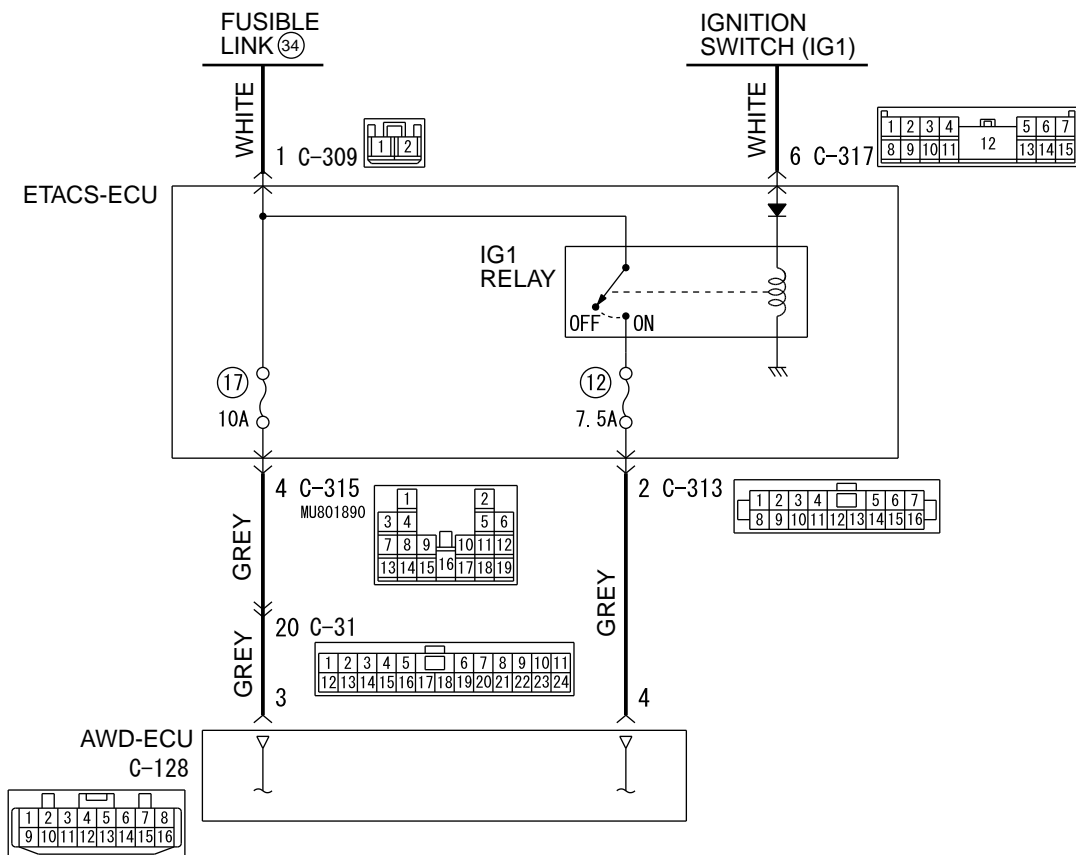 FUSIBLE
LINK 34
IGNITION
SWITCH (IG1)
WHITE
WHITE
1 C-309
1 2
6 C-317
1 2 3 4 5 6 7
12
8 9 10 11 13 14 15
ETACS-ECU
IG1
RELAY
OFF ON
17
10A
12
7.5A
4 C-315
MU801890
1 2
3 4 5 6
7 8 9 10 11 12
13 14 15 16 17 18 19
2 C-313
1 2 3 4 5 6 7
8 9 10 11 12 13 14 15 16
GREY
GREY
20 C-31
1 2 3 4 5 6 7 8 9 10 11
12 13 14 15 16 17 18 19 20 21 22 23 24
GREY
3
4
AWD-ECU
C-128
1 2 3 4 5 6 7 8
9 10 11 12 13 14 15 16